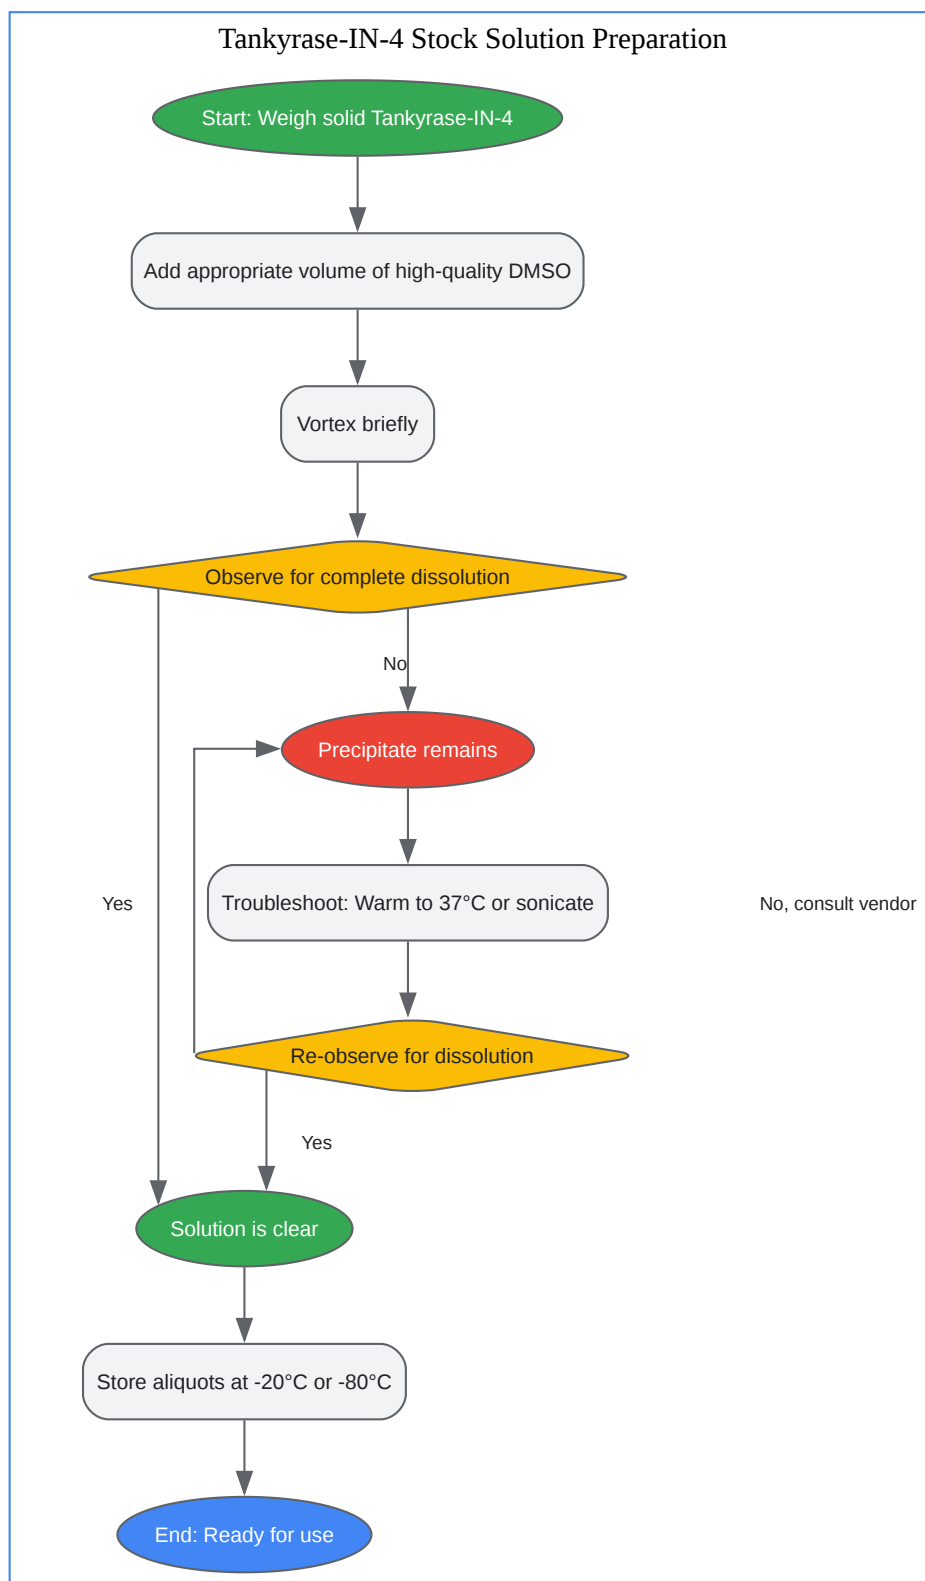 Tankyrase-IN-4 Stock Solution Preparation
Start: Weigh solid Tankyrase-IN-4
Add appropriate volume of high-quality DMSO
Vortex briefly
Observe for complete dissolution
No
Precipitate remains
Yes
Troubleshoot: Warm to 37°C or sonicate
No, consult vendor
Re-observe for dissolution
Yes
Solution is clear
Store aliquots at -20°C or -80°C
End: Ready for use